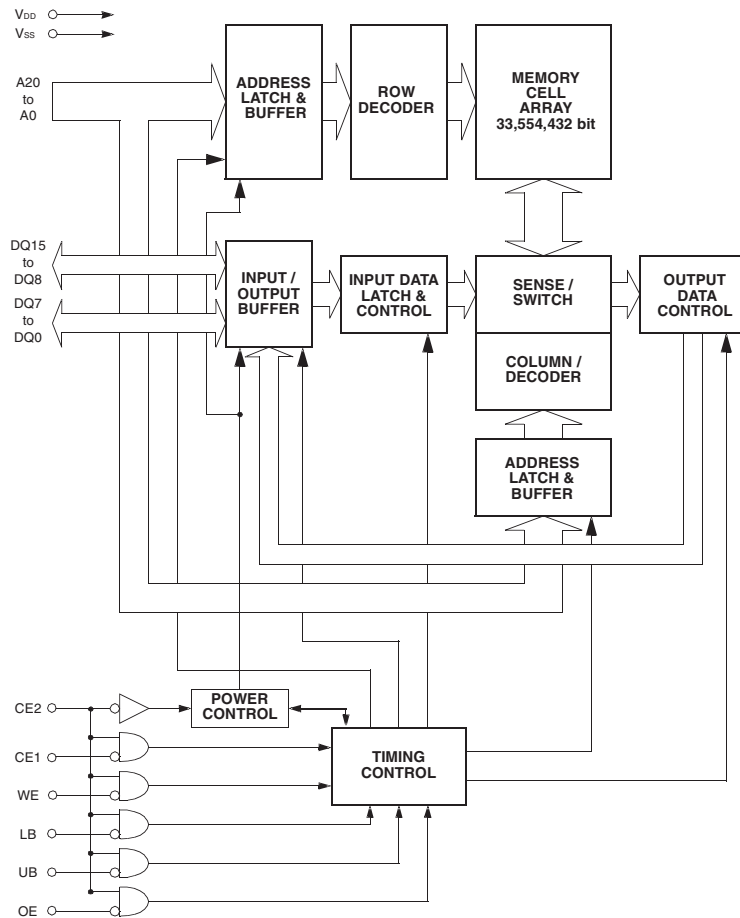 VDD
VSS
A20
to
A0
ADDRESS
LATCH &
BUFFER
ROW
DECODER
MEMORY
CELL
ARRAY
33,554,432 bit
DQ15
to
DQ8
DQ7
to
DQ0
INPUT /
OUTPUT
BUFFER
INPUT DATA
LATCH &
CONTROL
SENSE /
SWITCH
OUTPUT
DATA
CONTROL
COLUMN /
DECODER
ADDRESS
LATCH &
BUFFER
CE2
POWER
CONTROL
CE1
TIMING
CONTROL
WE
LB
UB
OE